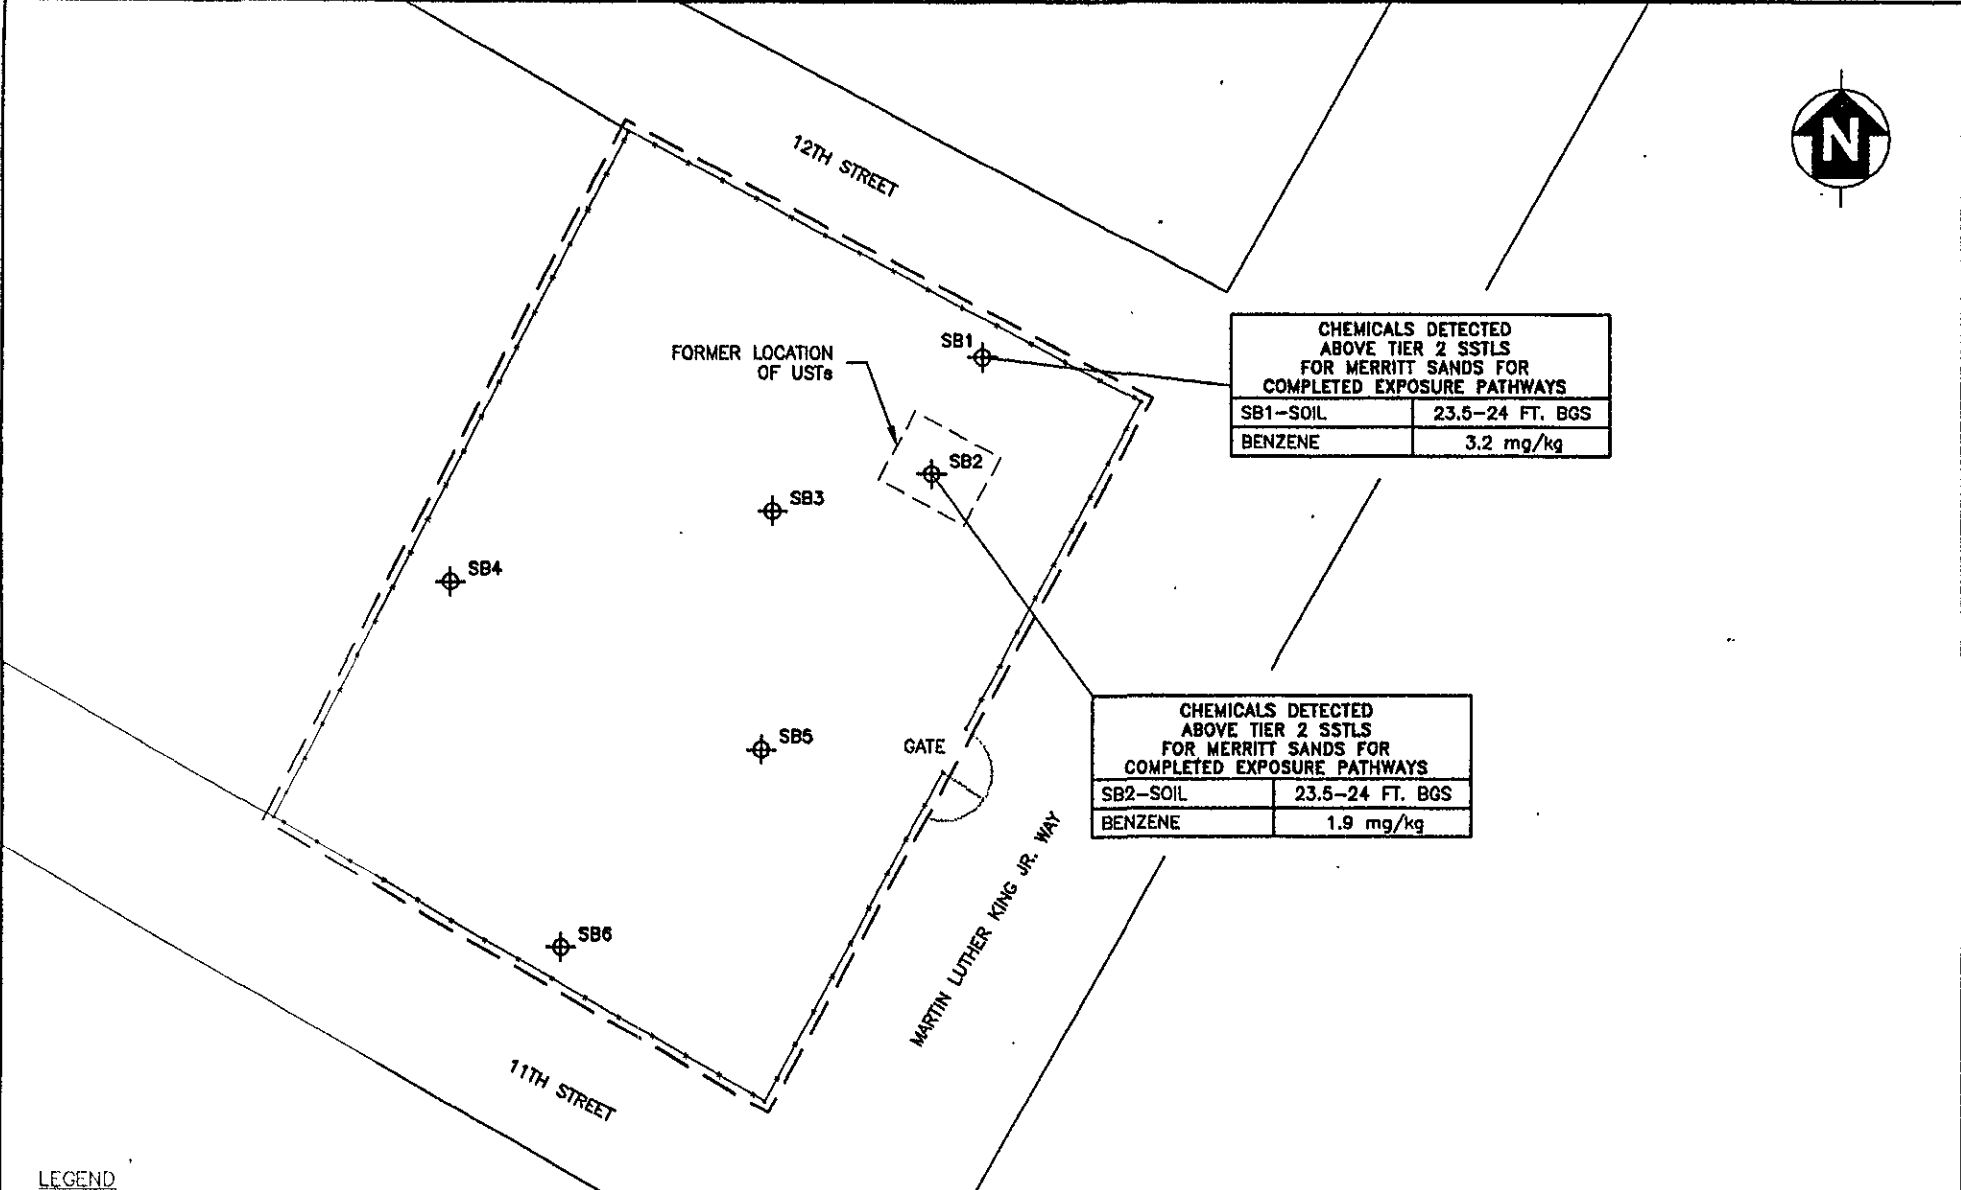 12TH STREET
N
SB1
FORMER LOCATION
OF USTs
CHEMICALS DETECTED
ABOVE TIER 2 SSTLS
FOR MERRITT SANDS FOR
COMPLETED EXPOSURE PATHWAYS
SB1-SOIL 23.5-24 FT. BGS
BENZENE 3.2 mg/kg
SB2
SB3
SB4
SB5
GATE
CHEMICALS DETECTED
ABOVE TIER 2 SSTLS
FOR MERRITT SANDS FOR
COMPLETED EXPOSURE PATHWAYS
SB2-SOIL 23.5-24 FT. BGS
BENZENE 1.9 mg/kg
MARTIN LUTHER KING JR. WAY
SB6
11TH STREET
LEGEND